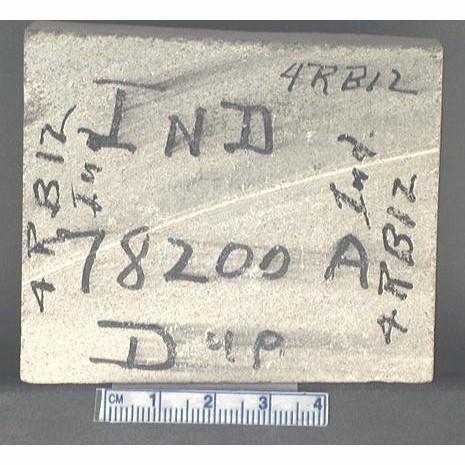 4RB12
IND
4RB12
Ind
Ind.
4RB12
78200 A
Dup
CM 1 2 3 4